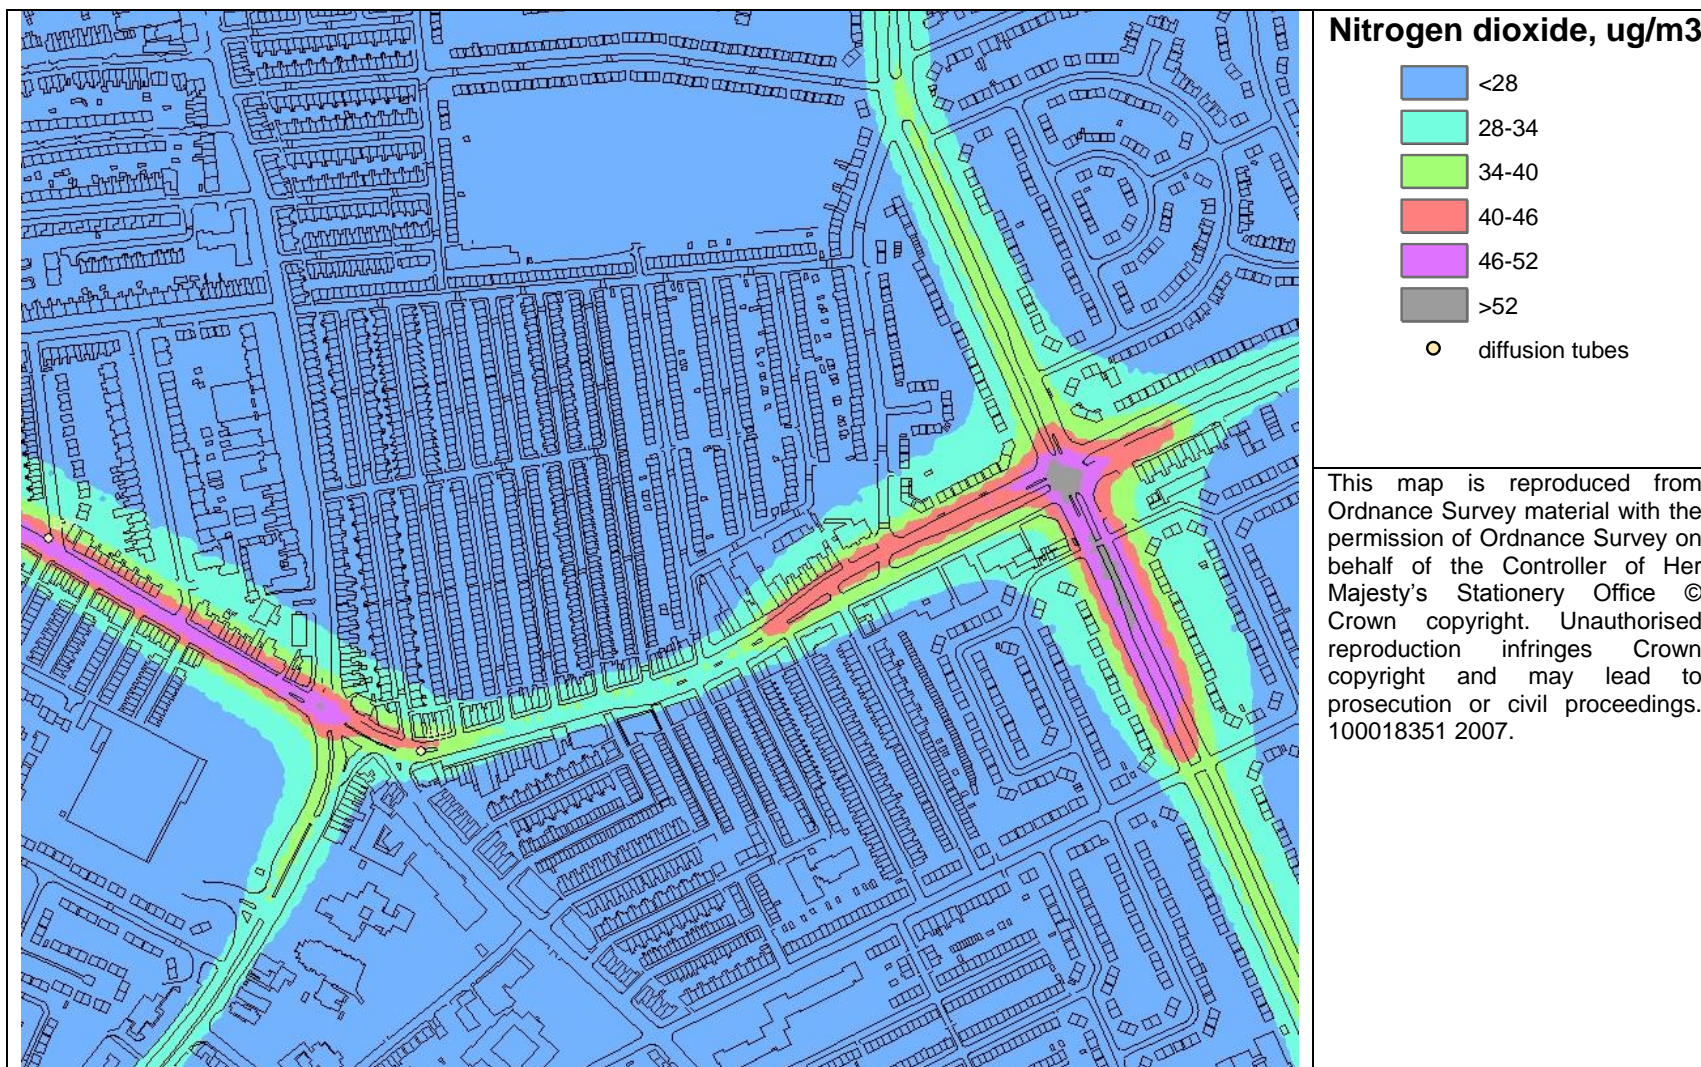 Nitrogen dioxide, ug/m3
<28
28-34
34-40
40-46
46-52
>52
diffusion tubes
This map is reproduced from
Ordnance Survey material with the
permission of Ordnance Survey on
behalf of the Controller of Her
Majesty's Stationery Office ©
Crown copyright. Unauthorised
reproduction infringes Crown
copyright and may lead to
prosecution or civil proceedings.
100018351 2007.